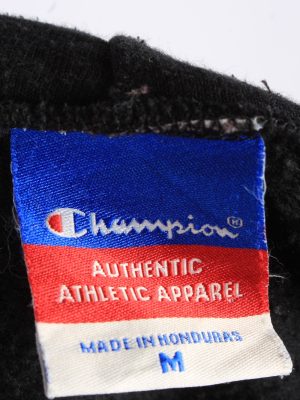 Champion®
AUTHENTIC
ATHLETIC APPAREL
MADE IN HONDURAS
M